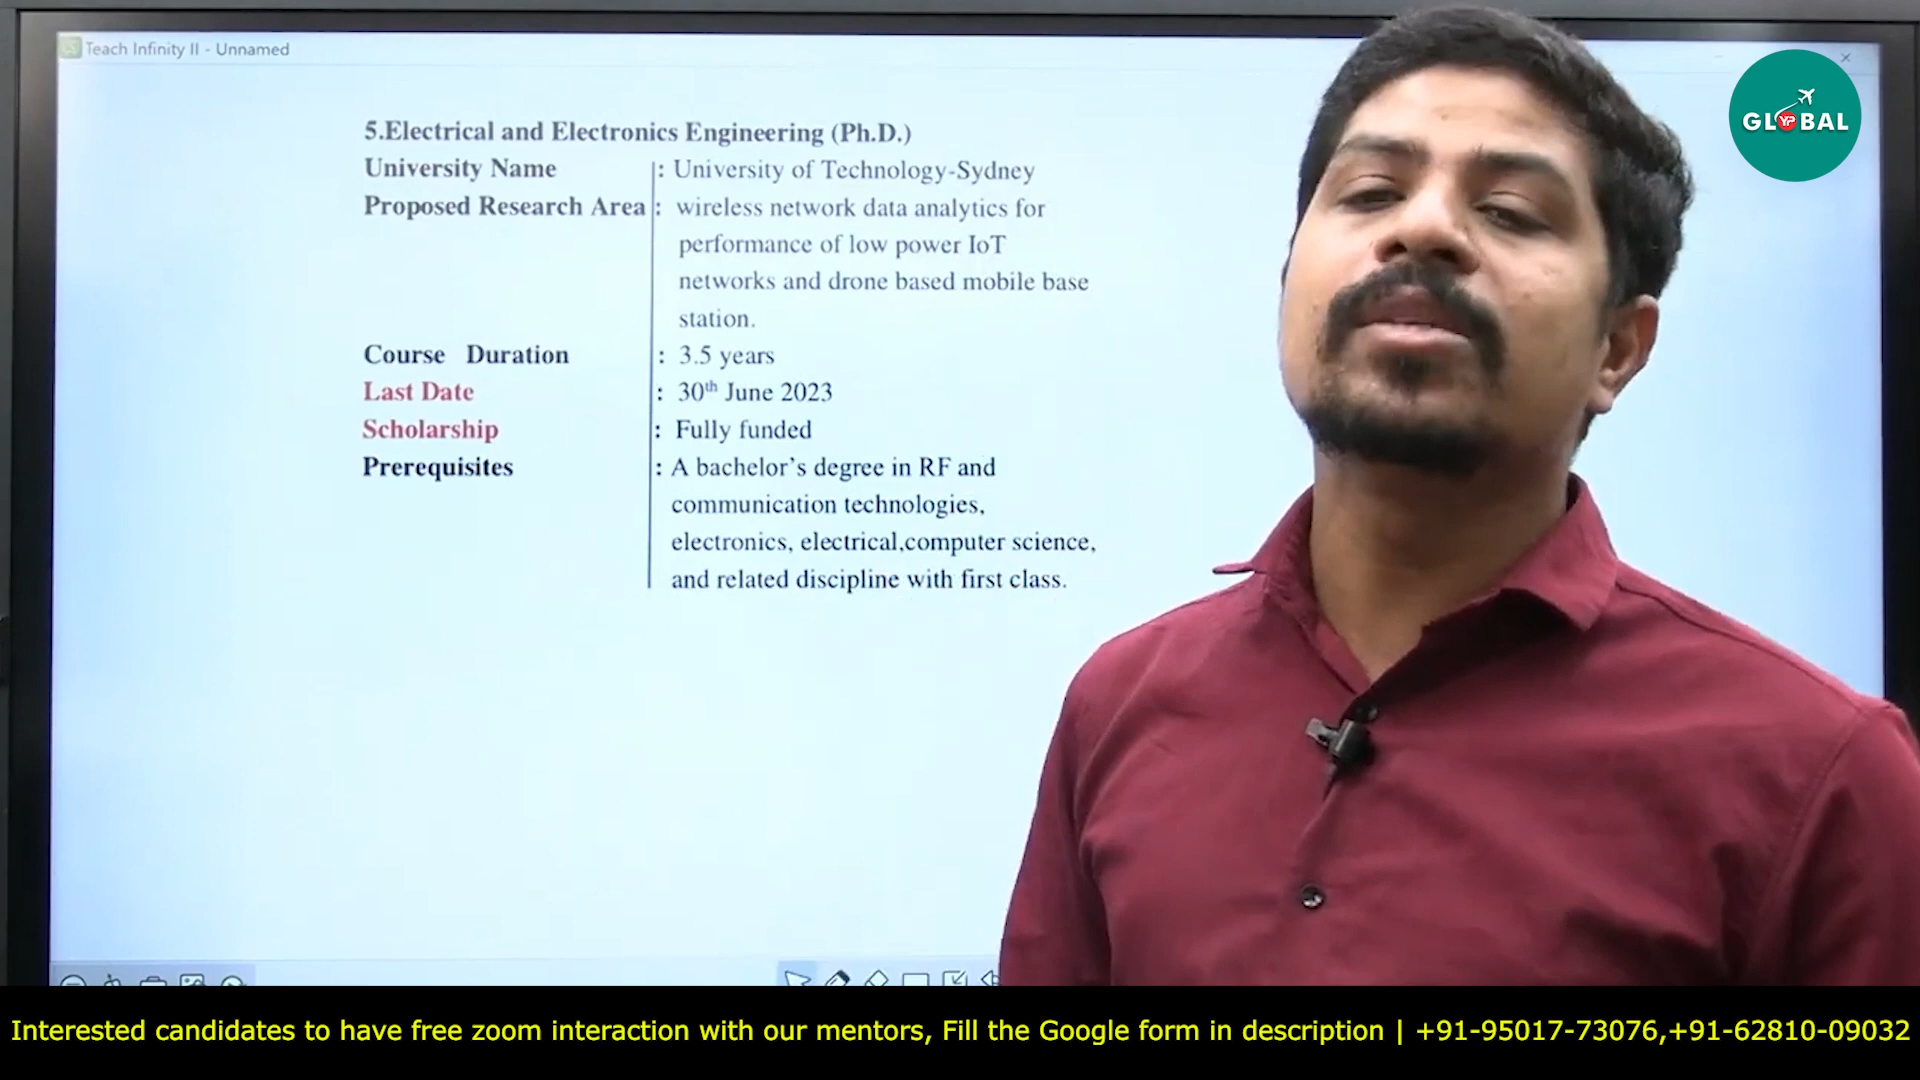 Teach Infinity II - Unnamed
GL YP BAL
5.Electrical and Electronics Engineering (Ph.D.)
University Name : University of Technology-Sydney
Proposed Research Area : wireless network data analytics for
performance of low power IoT
networks and drone based mobile base
station.
Course Duration : 3.5 years
Last Date : 30th June 2023
Scholarship : Fully funded
Prerequisites : A bachelor’s degree in RF and
communication technologies,
electronics, electrical,computer science,
and related discipline with first class.
Interested candidates to have free zoom interaction with our mentors, Fill the Google form in description | +91-95017-73076,+91-62810-09032